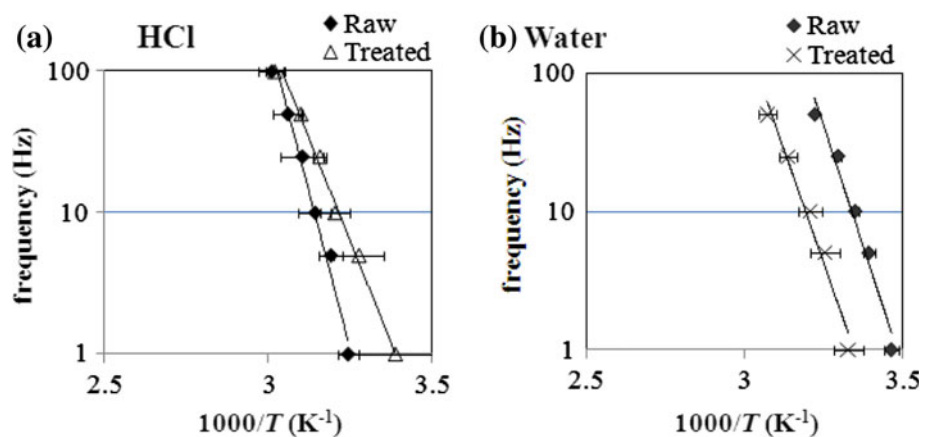 (a) HCl
Raw
Treated
100
10
1
frequency (Hz)
2.5 3 3.5
1000/T (K-1)
(b) Water
Raw
Treated
100
10
1
frequency (Hz)
2.5 3 3.5
1000/T (K-1)